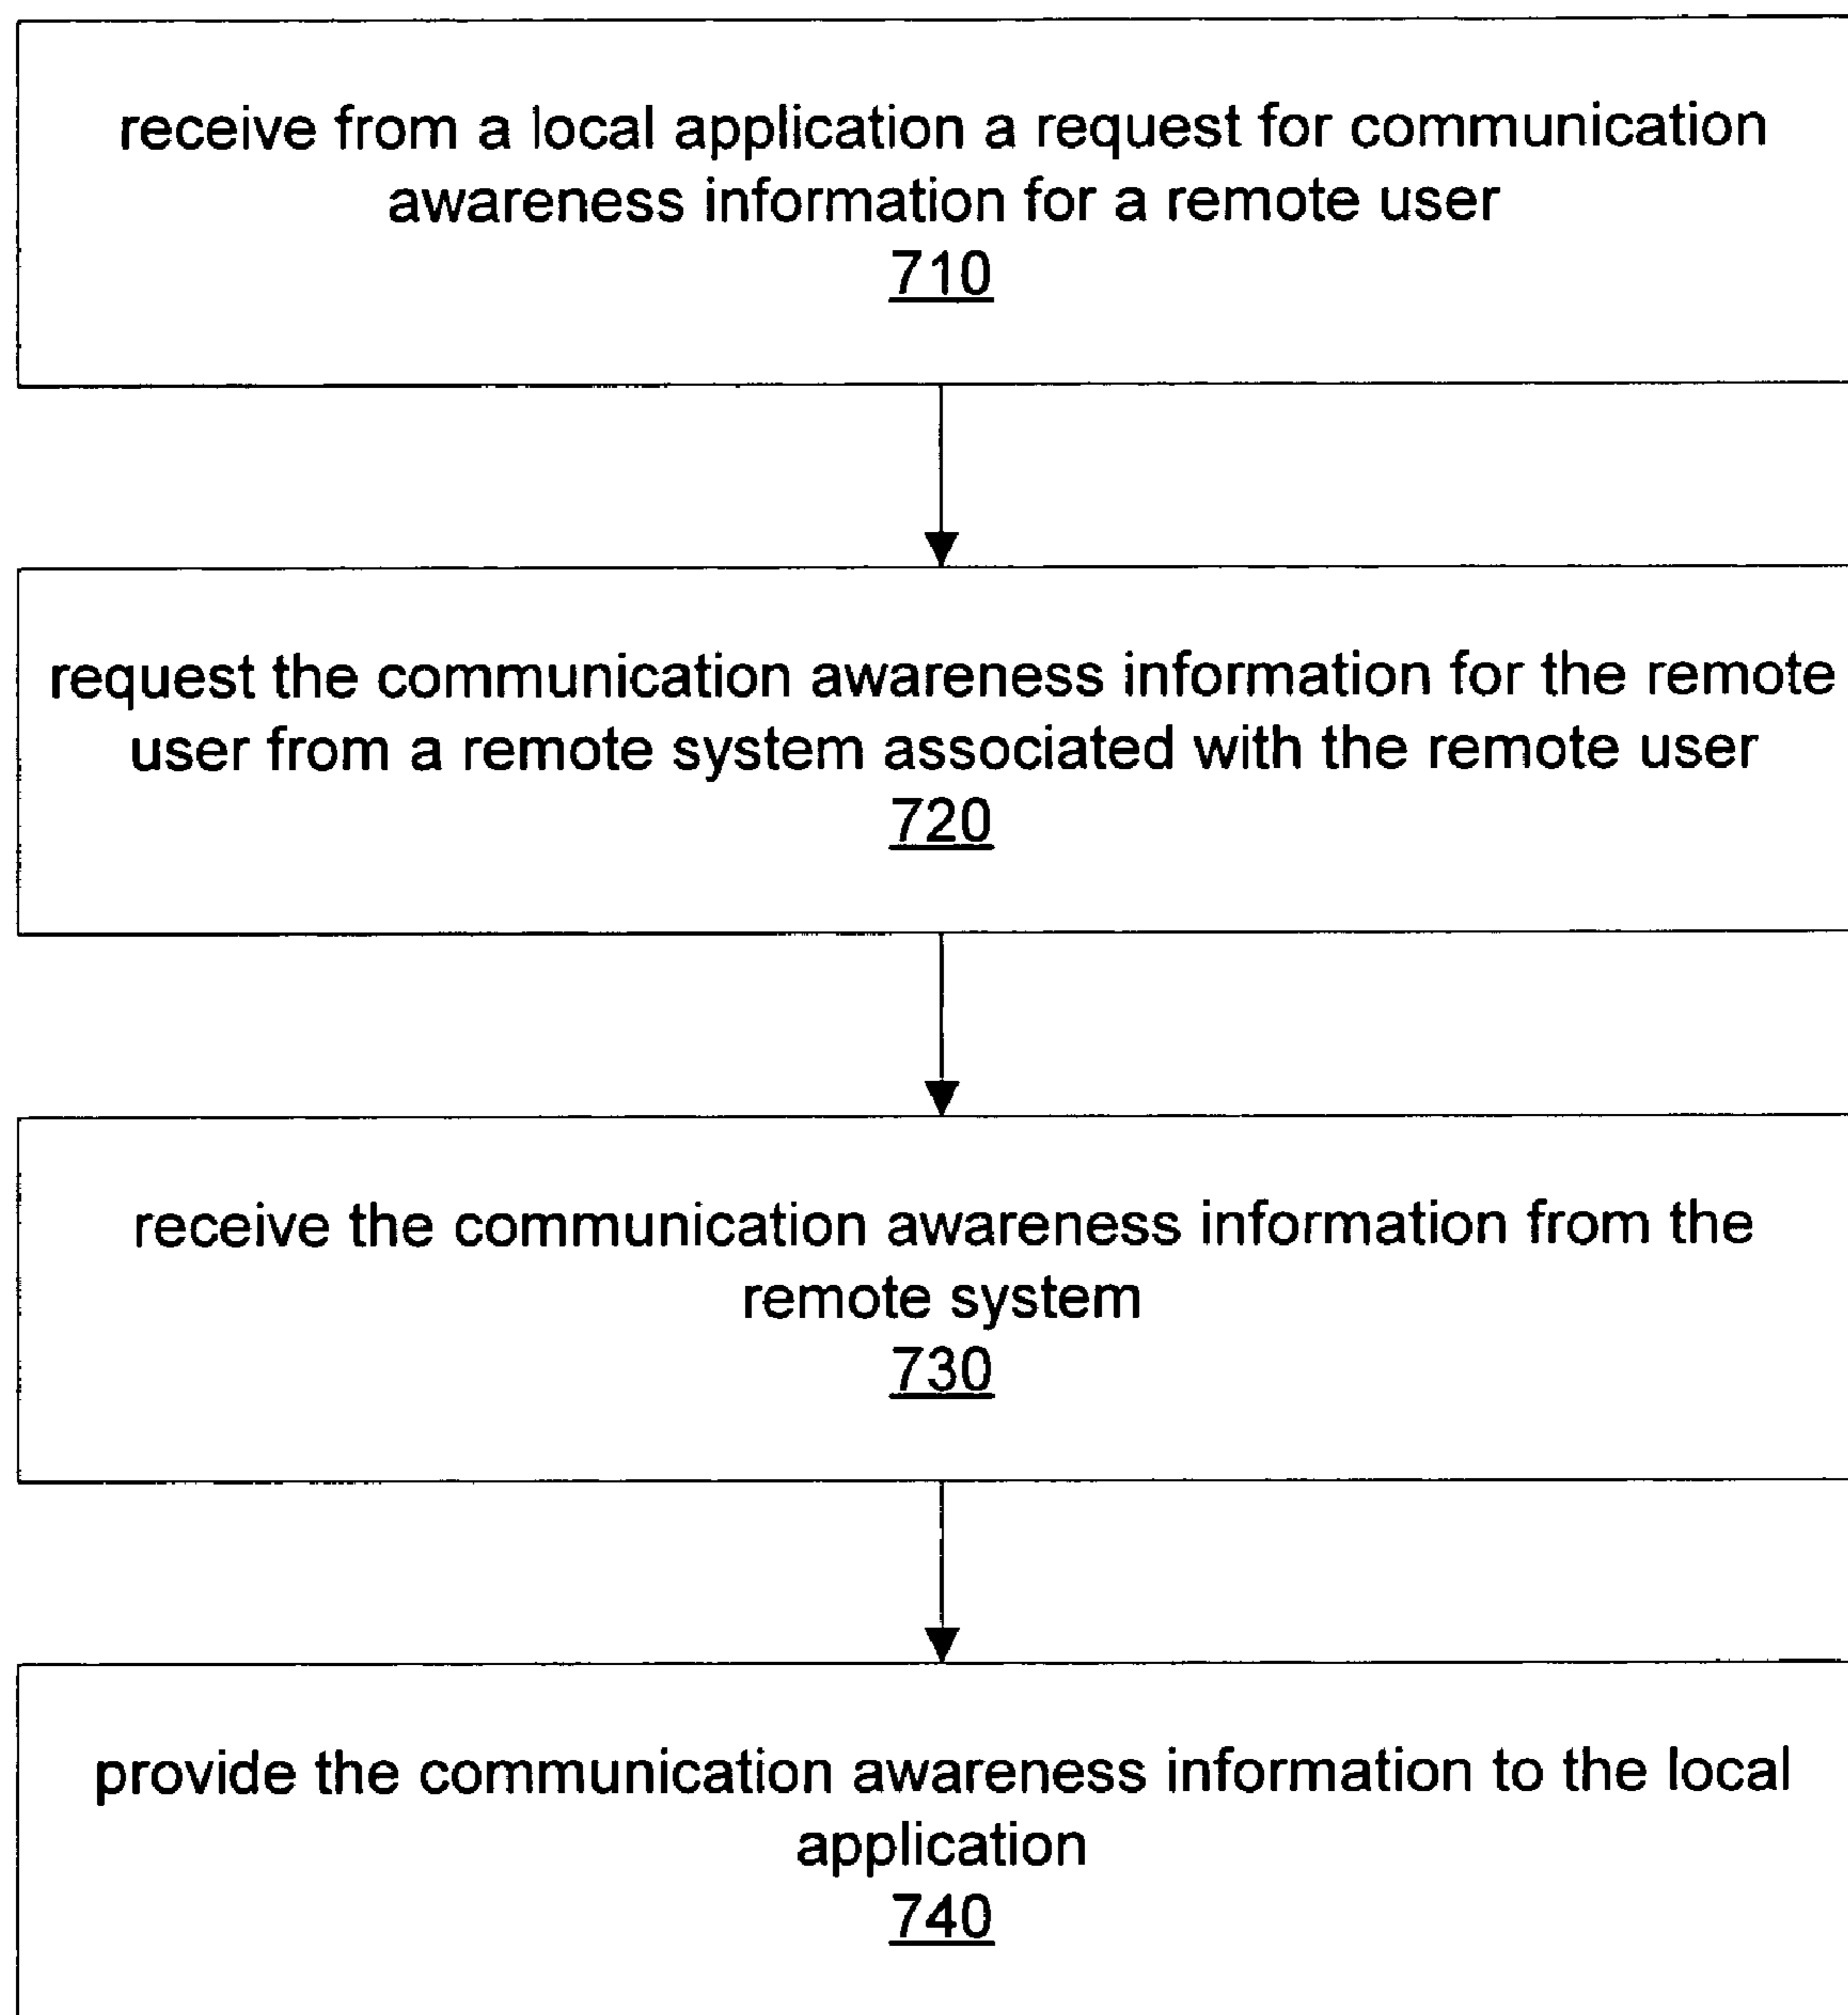 receive from a local application a request for communication
awareness information for a remote user
710
request the communication awareness information for the remote
user from a remote system associated with the remote user
720
receive the communication awareness information from the
remote system
730
provide the communication awareness information to the local
application
740